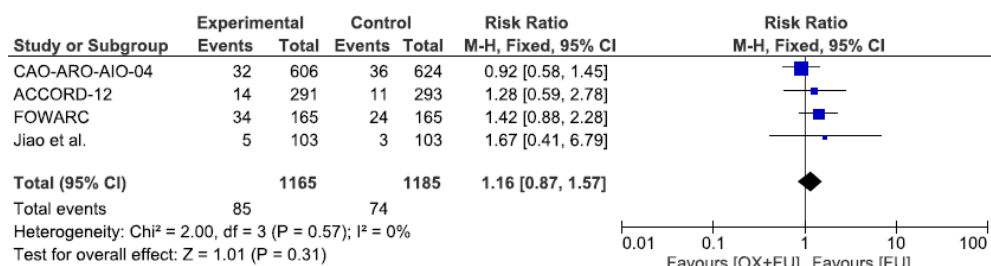 Experimental Control Risk Ratio Risk Ratio
Study or Subgroup Events Total Events Total M-H, Fixed, 95% CI M-H, Fixed, 95% CI
CAO-ARO-AIO-04 32 606 36 624 0.92 [0.58, 1.45]
ACCORD-12 14 291 11 293 1.28 [0.59, 2.78]
FOWARC 34 165 24 165 1.42 [0.88, 2.28]
Jiao et al. 5 103 3 103 1.67 [0.41, 6.79]
Total (95% CI) 1165 1185 1.16 [0.87, 1.57]
Total events 85 74
Heterogeneity: Chi² = 2.00, df = 3 (P = 0.57); I² = 0%
Test for overall effect: Z = 1.01 (P = 0.31)
0.01 0.1 1 10 100
Favours [OX+FU] Favours [FU]